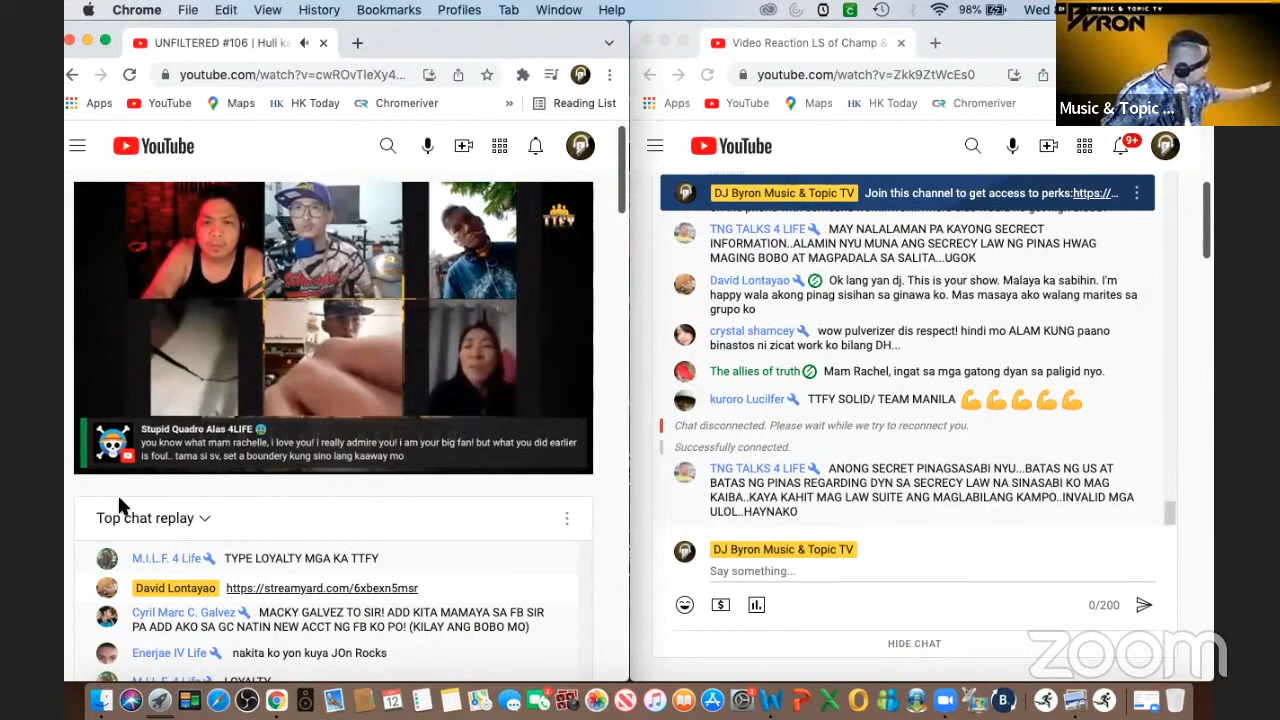 Chrome File Edit View History Bookmarks Profiles Tab Window Help
98%
Wed
MUSIC & TOPIC TV
BYRON
Music & Topic ...
UNFILTERED #106 | Huli k
youtube.com/watch?v=cwROvTleXy4...
Apps YouTube Maps HK Today Chromeriver » Reading List
YouTube
TTFV
Stupid Quadro Alas 4LIFE
you know what mam rachelle, i love you! i really admire you! i am your big fan! but what you did earlier
is foul.. tama si sv, set a boundery kung sino lang kaaway mo
Top chat replay
M.I.L.F. 4 Life TYPE LOYALTY MGA KA TTFY
David Lontayao https://streamyard.com/6xbexn5msr
Cyril Marc C. Galvez MACKY GALVEZ TO SIR! ADD KITA MAMAYA SA FB SIR
PA ADD AKO SA GC NATIN NEW ACCT NG FB KO PO! (KILAY ANG BOBO MO)
Enerjae IV Life nakita ko yon kuya JOn Rocks
M.I.L.F. 4 Life LOYALTY
Video Reaction LS of Champ &
youtube.com/watch?v=Zkk9ZtWcEs0
Apps YouTube Maps HK Today Chromeriver
YouTube
9+
DJ Byron Music & Topic TV Join this channel to get access to perks:https://...
TNG TALKS 4 LIFE MAY NALALAMAN PA KAYONG SECRECT
INFORMATION..ALAMIN NYU MUNA ANG SECRECY LAW NG PINAS HWAG
MAGING BOBO AT MAGPADALA SA SALITA...UGOK
David Lontayao Ok lang yan dj. This is your show. Malaya ka sabihin. I'm
happy wala akong pinag sisihan sa ginawa ko. Mas masaya ako walang marites sa
grupo ko
crystal shamcey wow pulverizer dis respect! hindi mo ALAM KUNG paano
binastos ni zicat work ko bilang DH...
The allies of truth Mam Rachel, ingat sa mga gatong dyan sa paligid nyo.
kuroro Lucilfer TTFY SOLID/ TEAM MANILA
Chat disconnected. Please wait while we try to reconnect you.
Successfully connected.
TNG TALKS 4 LIFE ANONG SECRET PINAGSASABI NYU...BATAS NG US AT
BATAS NG PINAS REGARDING DYN SA SECRECY LAW NA SINASABI KO MAG
KAIBA..KAYA KAHIT MAG LAW SUITE ANG MAGLABILANG KAMPO..INVALID MGA
ULOL..HAYNAKO
DJ Byron Music & Topic TV
Say something...
0/200
HIDE CHAT
zoom